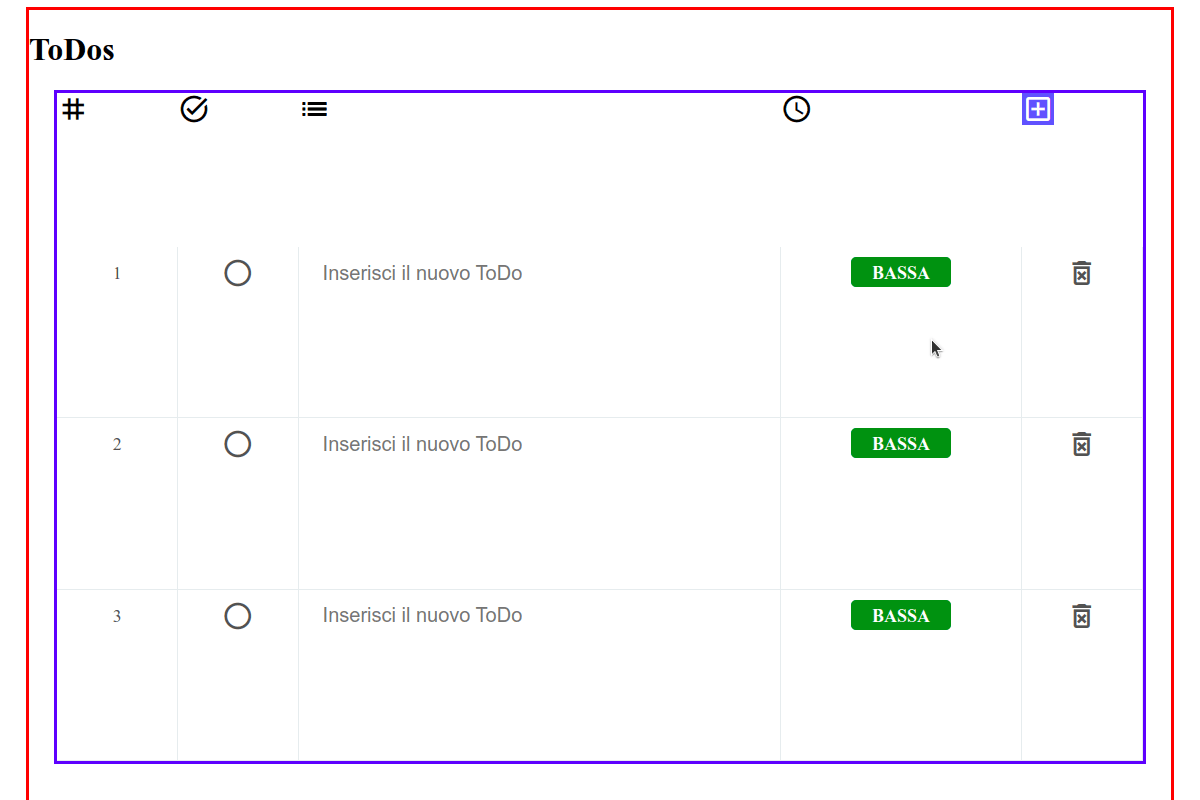 ToDos
1 Inserisci il nuovo ToDo BASSA
2 Inserisci il nuovo ToDo BASSA
3 Inserisci il nuovo ToDo BASSA